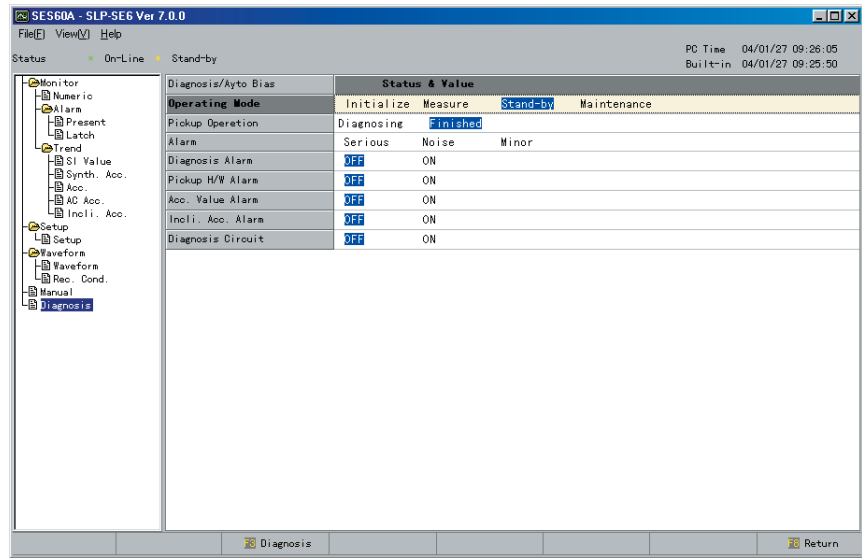 SES60A - SLP-SE6 Ver 7.0.0
File(F) View(V) Help
Status On-Line Stand-by
PC Time 04/01/27 09:26:05
Built-in 04/01/27 09:25:50
Monitor
Numeric
Alarm
Present
Latch
Trend
SI Value
Synth. Acc.
Acc.
AC Acc.
Incli. Acc.
Setup
Setup
Waveform
Waveform
Rec. Cond.
Manual
Diagnosis
Diagnosis/Ayto Bias Status & Value
Operating Mode Initialize Measure Stand-by Maintenance
Pickup Operetion Diagnosing Finished
Alarm Serious Noise Minor
Diagnosis Alarm OFF ON
Pickup H/W Alarm OFF ON
Acc. Value Alarm OFF ON
Incli. Acc. Alarm OFF ON
Diagnosis Circuit OFF ON
Diagnosis Return